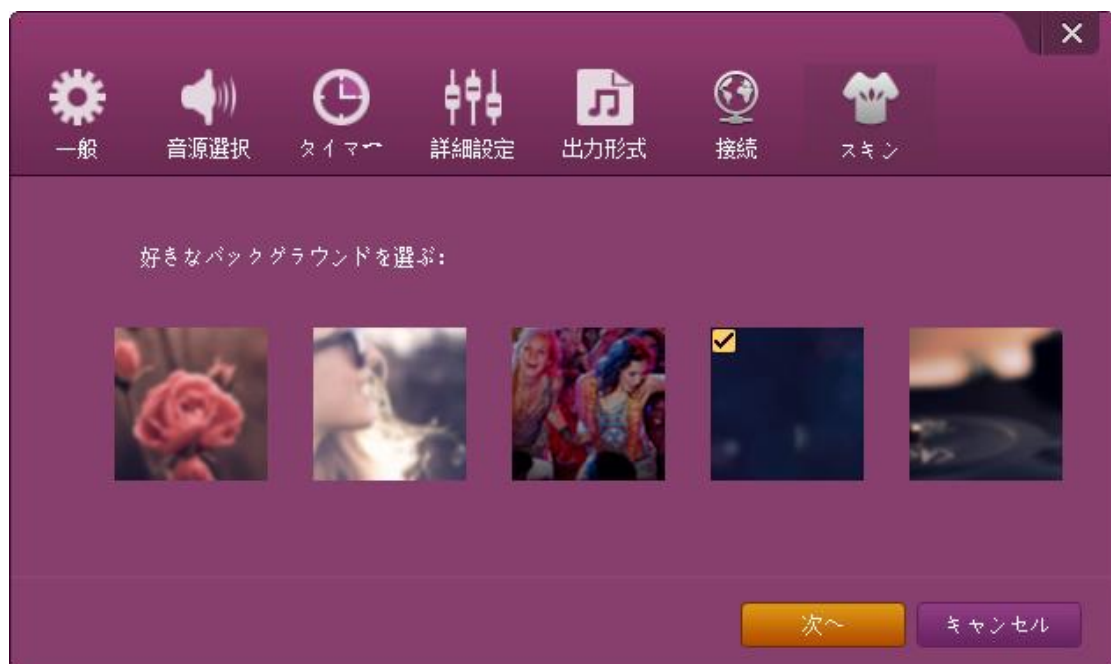 一般 音源選択 タイマー 詳細設定 出力形式 接続 スキン
好きなバックグラウンドを選ぶ:
次へ キャンセル